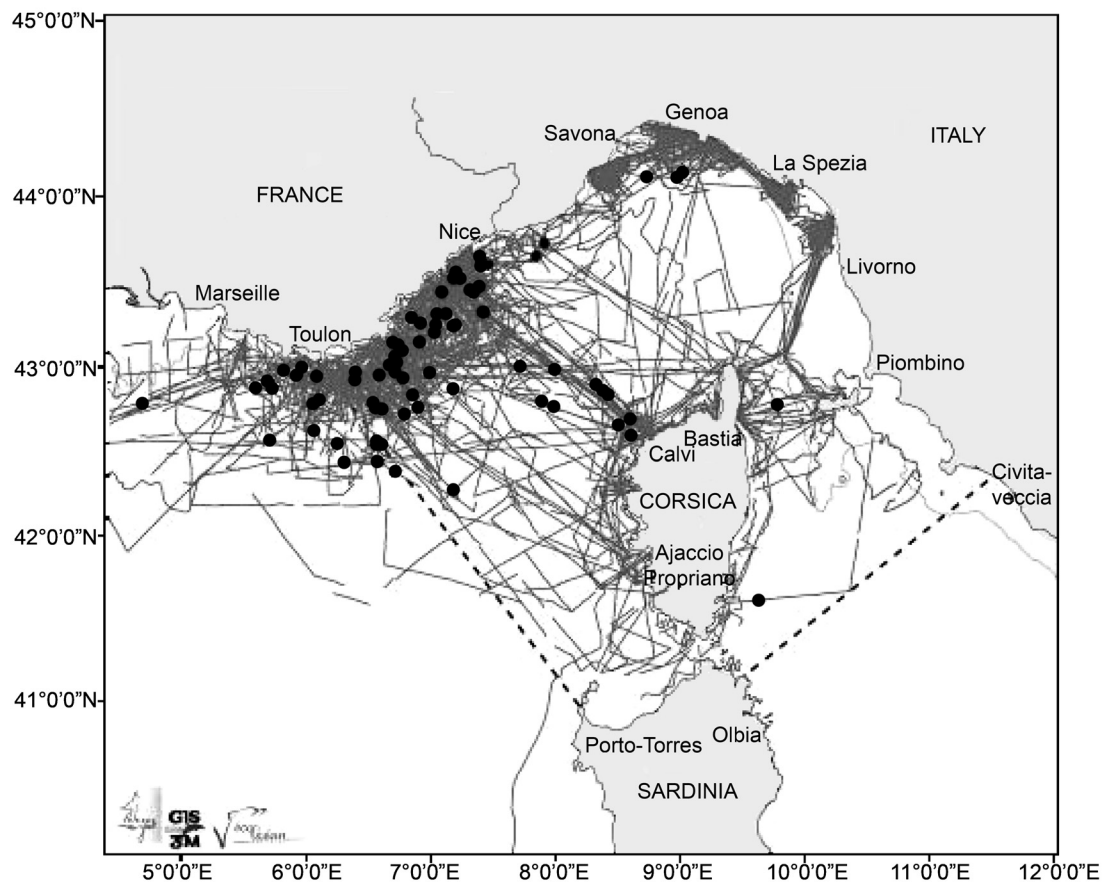 45°0'0"N
Genoa
Savona
ITALY
La Spezia
FRANCE
44°0'0"N
Nice
Livorno
Marseille
Toulon
43°0'0"N
Piombino
Bastia
Calvi
Civita-
veccia
CORSICA
42°0'0"N
Ajaccio
Propriano
41°0'0"N
Olbia
Porto-Torres
SARDINIA
GIS
3M
5°0'0"E 6°0'0"E 7°0'0"E 8°0'0"E 9°0'0"E 10°0'0"E 11°0'0"E 12°0'0"E